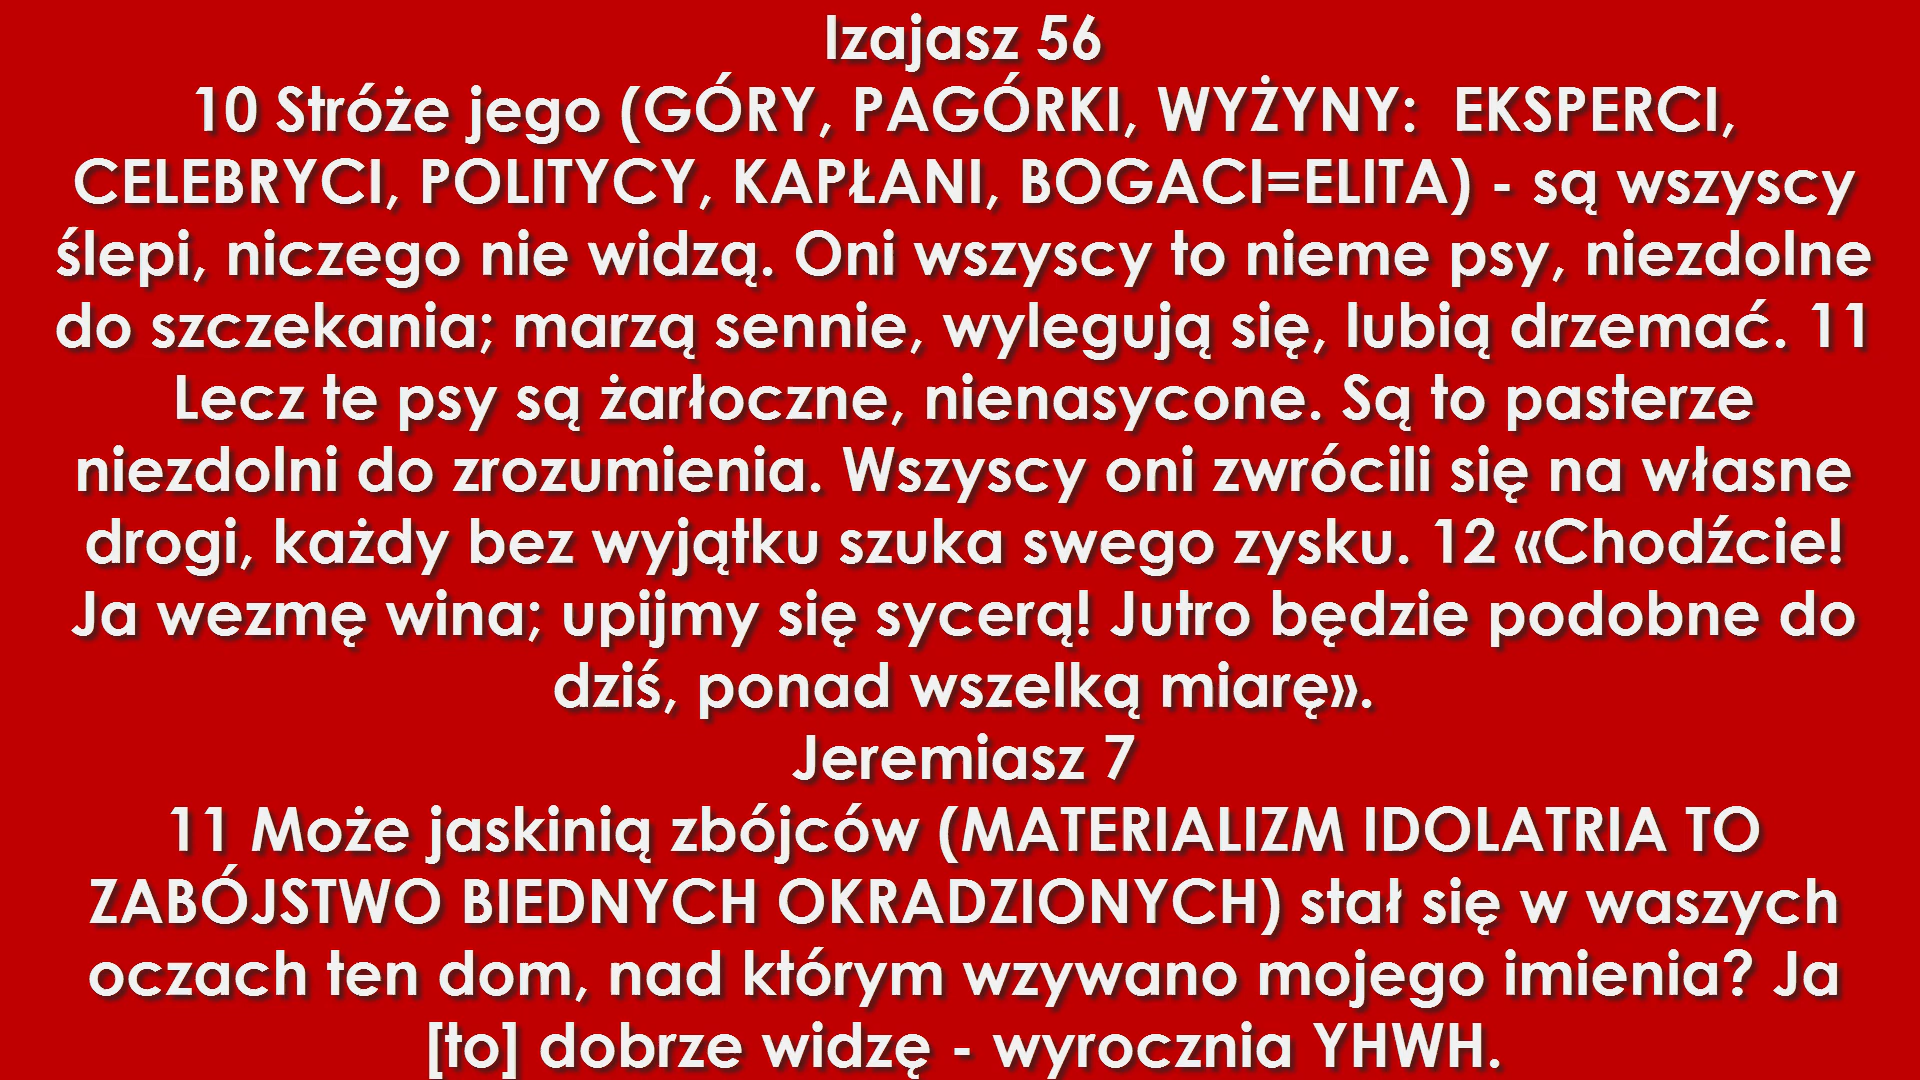 Izajasz 56
10 Stróże jego (GÓRY, PAGÓRKI, WYŻYNY:  EKSPERCI,
CELEBRYCI, POLITYCY, KAPŁANI, BOGACI=ELITA) - są wszyscy
ślepi, niczego nie widzą. Oni wszyscy to nieme psy, niezdolne
do szczekania; marzą sennie, wylegują się, lubią drzemać. 11
Lecz te psy są żarłoczne, nienasycone. Są to pasterze
niezdolni do zrozumienia. Wszyscy oni zwrócili się na własne
drogi, każdy bez wyjątku szuka swego zysku. 12 «Chodźcie!
Ja wezmę wina; upijmy się sycerą! Jutro będzie podobne do
dziś, ponad wszelką miarę».
Jeremiasz 7
11 Może jaskinią zbójców (MATERIALIZM IDOLATRIA TO
ZABÓJSTWO BIEDNYCH OKRADZIONYCH) stał się w waszych
oczach ten dom, nad którym wzywano mojego imienia? Ja
[to] dobrze widzę - wyrocznia YHWH.